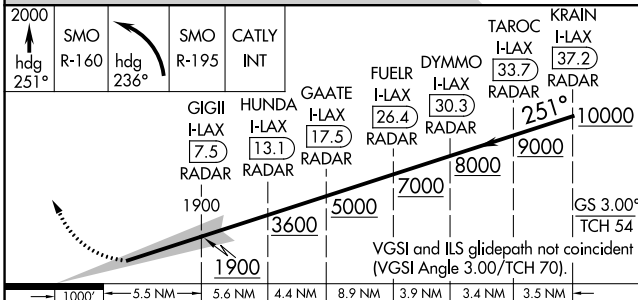 2000
hdg
251°
SMO
R-160
hdg
236°
SMO
R-195
CATLY
INT
KRAIN
I-LAX
37.2
RADAR
TAROC
I-LAX
33.7
RADAR
DYMMO
I-LAX
30.3
RADAR
FUELR
I-LAX
26.4
RADAR
GAATE
I-LAX
17.5
RADAR
HUNDA
I-LAX
13.1
RADAR
GIGII
I-LAX
7.5
RADAR
251°
10000
9000
8000
7000
5000
3600
1900
1900
GS 3.00°
TCH 54
VGSI and ILS glidepath not coincident
(VGSI Angle 3.00/TCH 70).
1000'
5.5 NM
5.6 NM
4.4 NM
8.9 NM
3.9 NM
3.4 NM
3.5 NM